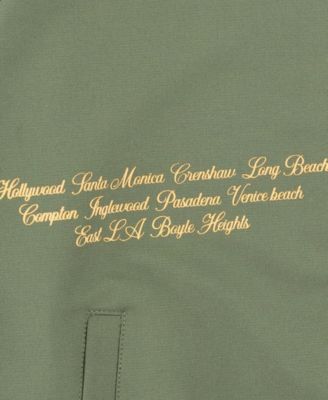 Hollywood Santa Monica Crenshaw Long Beach
Compton Inglewood Pasadena Venice beach
East L.A Boyle Heights